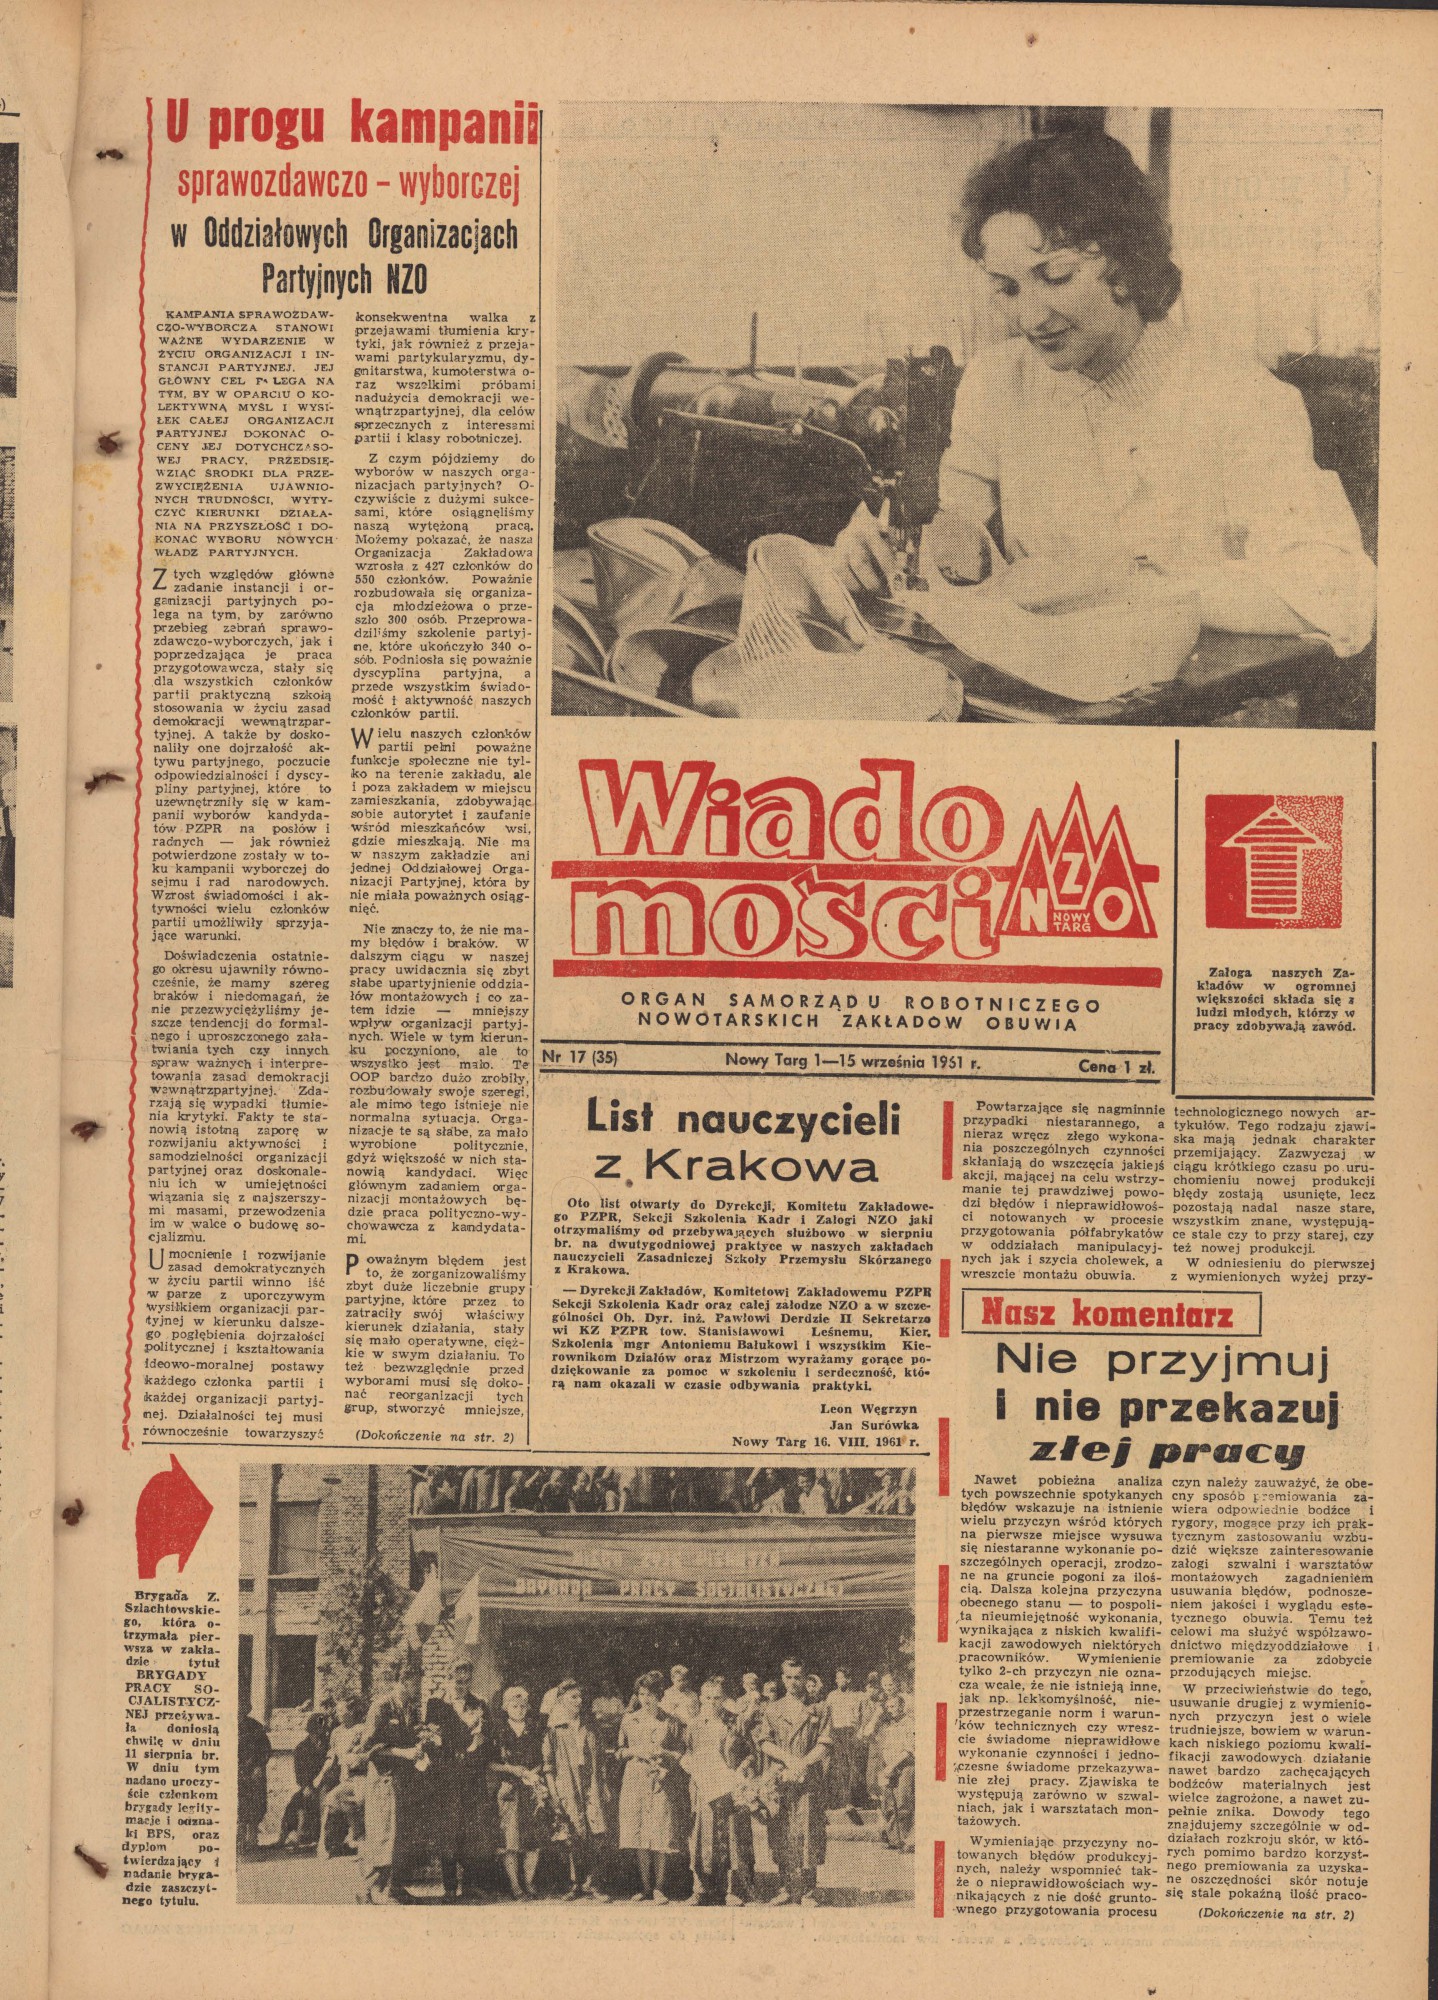 U progu kampanii
sprawozdawczo - wyborczej
w Oddziałowych Organizacjach
Partyjnych NZO
KAMPANIA SPRAWOZDAW-
CZO-WYBORCZA STANOWI
WAŻNE WYDARZENIE W
ŻYCIU ORGANIZACJI I IN-
STANCJI PARTYJNEJ. JEJ
GŁÓWNY CEL POLEGA NA
TYM, BY W OPARCIU O KO-
LEKTYWNĄ MYŚL I WYSI-
ŁEK CAŁEJ ORGANIZACJI
PARTYJNEJ DOKONAĆ O-
CENY JEJ DOTYCHCZASO-
WEJ PRACY, PRZEDSIĘ-
WZIĄĆ ŚRODKI DLA PRZE-
ZWYCIĘŻENIA UJAWNIO-
NYCH TRUDNOŚCI, WYTY-
CZYĆ KIERUNKI DZIAŁA-
NIA NA PRZYSZŁOŚĆ I DO-
KONAĆ WYBORU NOWYCH
WŁADZ PARTYJNYCH.
Z tych względów główne
zadanie instancji i or-
ganizacji partyjnych po-
lega na tym, by zarówno
przebieg zebrań sprawo-
zdawczo-wyborczych, jak i
poprzedzająca je praca
przygotowawcza, stały się
dla wszystkich członków
partii praktyczną szkołą
stosowania w życiu zasad
demokracji wewnątrzpar-
tyjnej. A także by dosko-
naliły one dojrzałość ak-
tywu partyjnego, poczucie
odpowiedzialności i dyscy-
pliny partyjnej, które to
uzewnętrzniły się w kam-
panii wyborów kandyda-
tów PZPR na posłów i
radnych — jak również
potwierdzone zostały w to-
ku kampanii wyborczej do
sejmu i rad narodowych.
Wzrost świadomości i ak-
tywności wielu członków
partii umożliwiły sprzyja-
jące warunki.
Doświadczenia ostatnie-
go okresu ujawniły równo-
cześnie, że mamy szereg
braków i niedomagań, że
nie przezwyciężyliśmy je-
szcze tendencji do formal-
nego i uproszczonego zała-
twiania tych czy innych
spraw ważnych i interpre-
towania zasad demokracji
wewnątrzpartyjnej. Zda-
rzają się wypadki tłumie-
nia krytyki. Fakty te sta-
nowią istotną zaporę w
rozwijaniu aktywności i
samodzielności organizacji
partyjnej oraz doskonale-
niu ich w umiejętności
wiązania się z najszerszy-
mi masami, przewodzenia
im w walce o budowę so-
cjalizmu.
Umocnienie i rozwijanie
zasad demokratycznych
w życiu partii winno iść
w parze z uporczywym
wysiłkiem organizacji par-
tyjnej w kierunku dalsze-
go pogłębienia dojrzałości
politycznej i kształtowania
ideowo-moralnej postawy
każdego członka partii i
każdej organizacji partyj-
nej. Działalności tej musi
równocześnie towarzyszyć
konsekwentna walka z
przejawami tłumienia kry-
tyki, jak również z przeja-
wami partykularyzmu, dy-
gnitarstwa, kumoterstwa o-
raz wszelkimi próbami
nadużycia demokracji we-
wnątrzpartyjnej, dla celów
sprzecznych z interesami
partii i klasy robotniczej.
Z czym pójdziemy do
wyborów w naszych orga-
nizacjach partyjnych? O-
czywiście z dużymi sukce-
sami, które osiągnęliśmy
naszą wytężoną pracą.
Możemy pokazać, że nasza
Organizacja Zakładowa
wzrosła z 427 członków do
550 członków. Poważnie
rozbudowała się organiza-
cja młodzieżowa o prze-
szło 300 osób. Przeprowa-
dziliśmy szkolenie partyj-
ne, które ukończyło 340 o-
sób. Podniosła się poważnie
dyscyplina partyjna, a
przede wszystkim świado-
mość i aktywność naszych
członków partii.
Wielu naszych członków
partii pełni poważne
funkcje społeczne nie tyl-
ko na terenie zakładu, ale
i poza zakładem w miejscu
zamieszkania, zdobywając
sobie autorytet i zaufanie
wśród mieszkańców wsi,
gdzie mieszkają. Nie ma
w naszym zakładzie ani
jednej Oddziałowej Orga-
nizacji Partyjnej, która by
nie miała poważnych osiąg-
nięć.
Nie znaczy to, że nie ma-
my błędów i braków. W
dalszym ciągu w naszej
pracy uwidacznia się zbyt
słabe upartyjnienie oddzia-
łów montażowych i co za-
tem idzie — mniejszy
wpływ organizacji partyj-
nych. Wiele w tym kierun-
ku poczyniono, ale to
wszystko jest mało. Te
OOP bardzo dużo zrobiły,
rozbudowały swoje szeregi,
ale mimo tego istnieje nie
normalna sytuacja. Orga-
nizacje te są słabe, za mało
wyrobione politycznie,
gdyż większość w nich sta-
nowią kandydaci. Więc
głównym zadaniem orga-
nizacji montażowych bę-
dzie praca polityczno-wy-
chowawcza z kandydata-
mi.
Poważnym błędem jest
to, że zorganizowaliśmy
zbyt duże liczebnie grupy
partyjne, które przez to
zatraciły swój właściwy
kierunek działania, stały
się mało operatywne, cięż-
kie w swym działaniu. To
też bezwzględnie przed
wyborami musi się doko-
nać reorganizacji tych
grup, stworzyć mniejsze,
(Dokończenie na str. 2)
Wiado
mości
NZO
NOWY
TARG
ORGAN SAMORZĄDU ROBOTNICZEGO
NOWOTARSKICH ZAKŁADÓW OBUWIA
Nr 17 (35) Nowy Targ 1—15 września 1961 r. Cena 1 zł.
Załoga naszych Za-
kładów w ogromnej
większości składa się z
ludzi młodych, którzy w
pracy zdobywają zawód.
List nauczycieli
z Krakowa
Oto list otwarty do Dyrekcji, Komitetu Zakładowe-
go PZPR, Sekcji Szkolenia Kadr i Załogi NZO jaki
otrzymaliśmy od przebywających służbowo w sierpniu
br. na dwutygodniowej praktyce w naszych zakładach
nauczycieli Zasadniczej Szkoły Przemysłu Skórzanego
z Krakowa.
— Dyrekcji Zakładów, Komitetowi Zakładowemu PZPR
Sekcji Szkolenia Kadr oraz całej załodze NZO a w szcze-
gólności Ob. Dyr. inż. Pawłowi Derdzie II Sekretarzo
wi KZ PZPR tow. Stanisławowi Leśnemu, Kier.
Szkolenia mgr Antoniemu Bałukowi i wszystkim Kie-
rownikom Działów oraz Mistrzom wyrażamy gorące po-
dziękowanie za pomoc w szkoleniu i serdeczność, któ-
rą nam okazali w czasie odbywania praktyki.
Leon Węgrzyn
Jan Surówka
Nowy Targ 16. VIII. 1961 r.
Powtarzające się nagminnie
przypadki niestarannego, a
nieraz wręcz złego wykona-
nia poszczególnych czynności
skłaniają do wszczęcia jakiejś
akcji, mającej na celu wstrzy-
manie tej prawdziwej powo-
dzi błędów i nieprawidłowoś-
ci notowanych w procesie
przygotowania półfabrykatów
w oddziałach manipulacyj-
nych jak i szycia cholewek, a
wreszcie montażu obuwia.
technologicznego nowych ar-
tykułów. Tego rodzaju zjawi-
ska mają jednak charakter
przemijający. Zazwyczaj w
ciągu krótkiego czasu po uru-
chomieniu nowej produkcji
błędy zostają usunięte, lecz
pozostają nadal nasze stare,
wszystkim znane, występują-
ce stale czy to przy starej, czy
też nowej produkcji.
W odniesieniu do pierwszej
z wymienionych wyżej przy-
Nasz komentarz
Nie przyjmuj
i nie przekazuj
złej pracy
Nawet pobieżna analiza
tych powszechnie spotykanych
błędów wskazuje na istnienie
wielu przyczyn wśród których
na pierwsze miejsce wysuwa
się niestaranne wykonanie po-
szczególnych operacji, zrodzo-
ne na gruncie pogoni za iloś-
cią. Dalsza kolejna przyczyna
obecnego stanu — to pospoli-
ta nieumiejętność wykonania,
wynikająca z niskich kwalifi-
kacji zawodowych niektórych
pracowników. Wymienienie
tylko 2-ch przyczyn nie ozna-
cza wcale, że nie istnieją inne,
jak np. lekkomyślność, nie-
przestrzeganie norm i warun-
ków technicznych czy wresz-
cie świadome nieprawidłowe
wykonanie czynności i jedno-
czesne świadome przekazywa-
nie złej pracy. Zjawiska te
występują zarówno w szwal-
niach, jak i warsztatach mon-
tażowych.
Wymieniając przyczyny no-
towanych błędów produkcyj-
nych, należy wspomnieć tak-
że o nieprawidłowościach wy-
nikających z nie dość grunto-
wnego przygotowania procesu
czyn należy zauważyć, że obe-
cny sposób premiowania za-
wiera odpowiednie bodźce i
rygory, mogące przy ich prak-
tycznym zastosowaniu wzbu-
dzić większe zainteresowanie
załogi szwalni i warsztatów
montażowych zagadnieniem
usuwania błędów, podnosze-
niem jakości i wyglądu este-
tycznego obuwia. Temu też
celowi ma służyć współzawo-
dnictwo międzyoddziałowe i
premiowanie za zdobycie
przodujących miejsc.
W przeciwieństwie do tego,
usuwanie drugiej z wymienio-
nych przyczyn jest o wiele
trudniejsze, bowiem w warun-
kach niskiego poziomu kwali-
fikacji zawodowych działanie
nawet bardzo zachęcających
bodźców materialnych jest
wielce zagrożone, a nawet zu-
pełnie znika. Dowody tego
znajdujemy szczególnie w od-
działach rozkroju skór, w któ-
rych pomimo bardzo korzyst-
nego premiowania za uzyska-
ne oszczędności skór notuje
się stale pokaźną ilość praco-
(Dokończenie na str. 2)
Brygada Z.
Szlachtowskie-
go, która o-
trzymała pier-
wsza w zakła-
dzie tytuł
BRYGADY
PRACY SO-
CJALISTYCZ-
NEJ przeżywa-
ła doniosłą
chwilę w dniu
11 sierpnia br.
W dniu tym
nadano uroczy-
ście członkom
brygady legity-
macje i odzna-
ki BPS, oraz
dyplom po-
twierdzający
nadanie bryga-
dzie zaszczyt-
nego tytułu.
BRYGADA PRACY SOCJALISTYCZNEJ